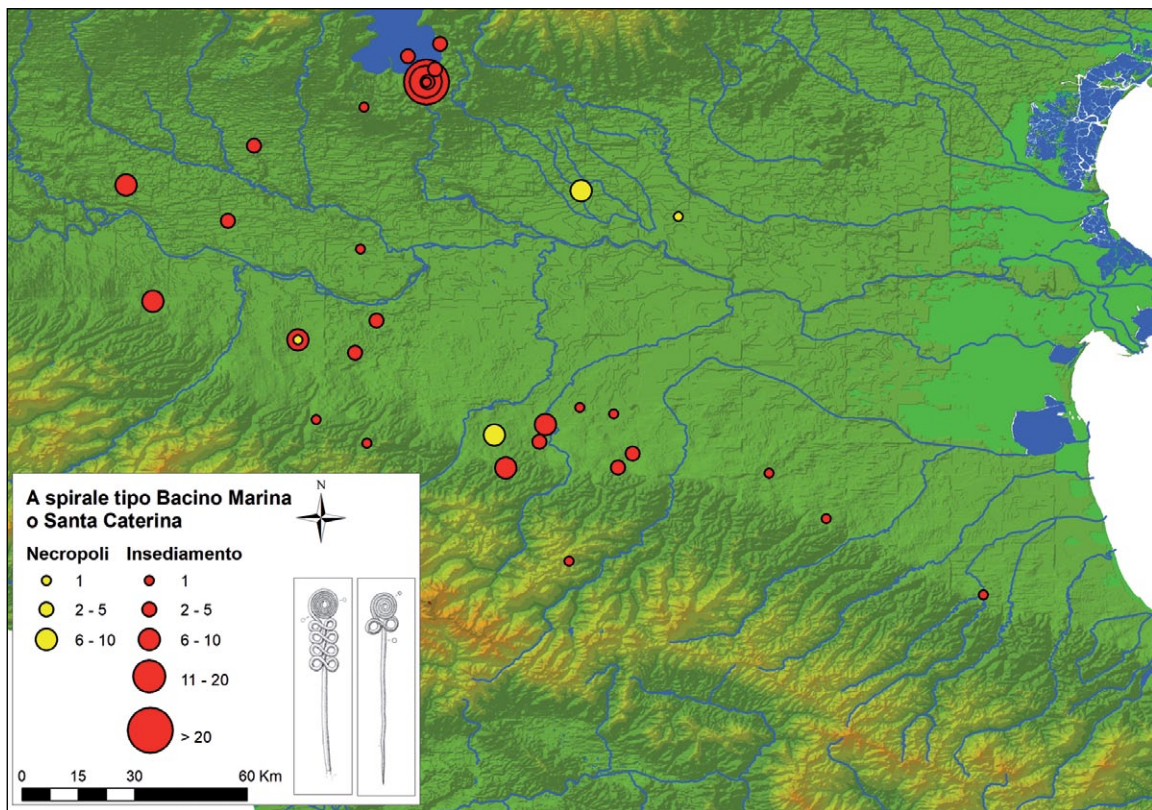 A spirale tipo Bacino Marina
o Santa Caterina
N
Necropoli Insediamento
1 1
2 - 5 2 - 5
6 - 10 6 - 10
11 - 20
> 20
0 15 30 60 Km